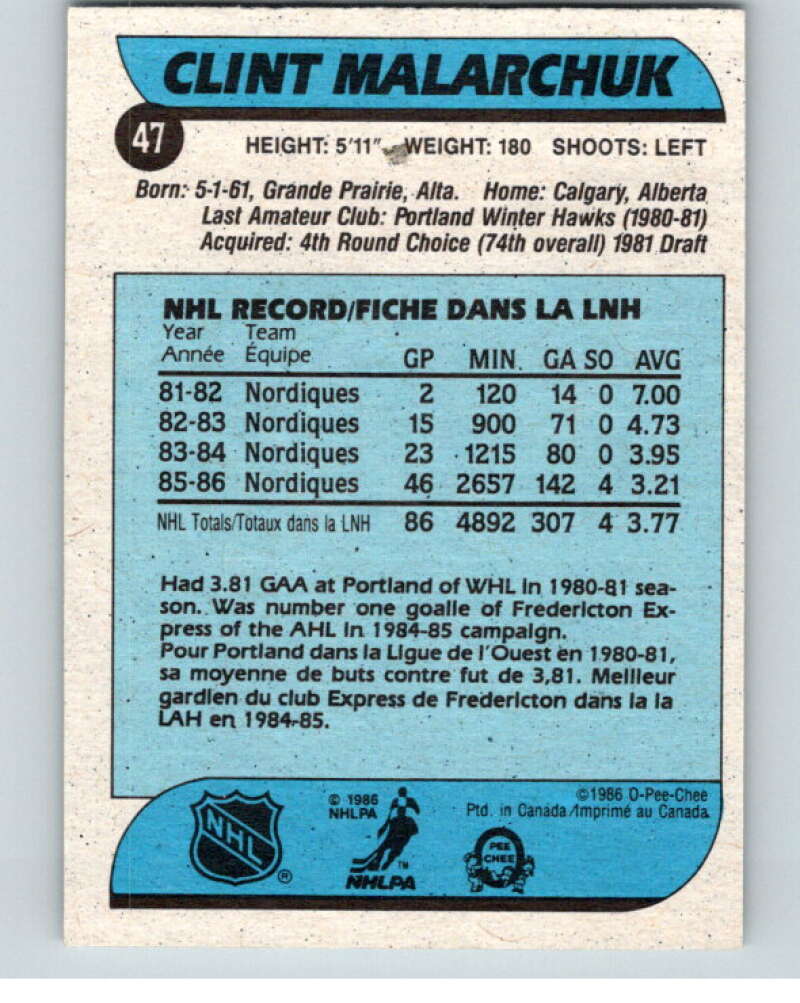 CLINT MALARCHUK
47
HEIGHT: 5'11" WEIGHT: 180 SHOOTS: LEFT
Born: 5-1-61, Grande Prairie, Alta. Home: Calgary, Alberta
Last Amateur Club: Portland Winter Hawks (1980-81)
Acquired: 4th Round Choice (74th overall) 1981 Draft
NHL RECORD/FICHE DANS LA LNH
Year Team
Année Équipe GP MIN. GA SO AVG
81-82 Nordiques 2 120 14 0 7.00
82-83 Nordiques 15 900 71 0 4.73
83-84 Nordiques 23 1215 80 0 3.95
85-86 Nordiques 46 2657 142 4 3.21
NHL Totals/Totaux dans la LNH 86 4892 307 4 3.77
Had 3.81 GAA at Portland of WHL in 1980-81 sea-
son. Was number one goalie of Fredericton Ex-
press of the AHL in 1984-85 campaign.
Pour Portland dans la Ligue de l'Ouest en 1980-81,
sa moyenne de buts contre fut de 3,81. Meilleur
gardien du club Express de Fredericton dans la la
LAH en 1984-85.
©1986 O-Pee-Chee
Ptd. in Canada/Imprimé au Canada
© 1986
NHLPA
NHL
®
NHLPA
TM
PEE
CHEE